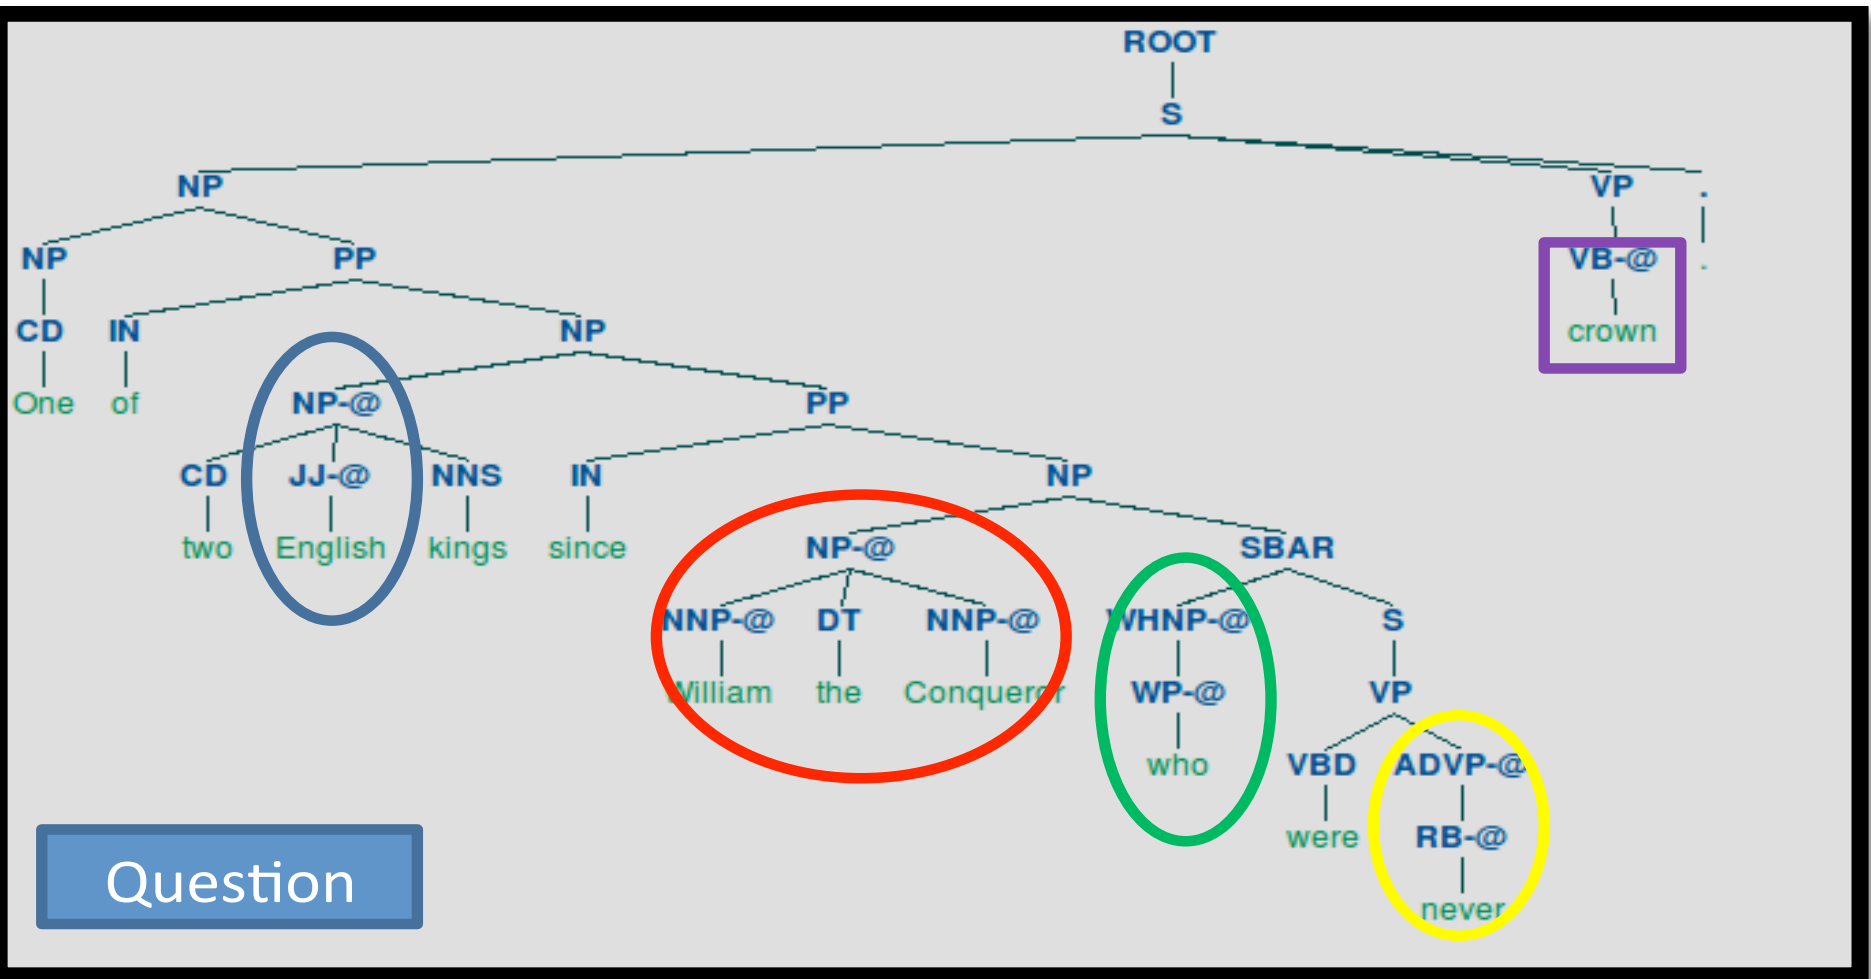 ROOT
S
NP VP .
NP PP VB-@ .
CD IN NP crown
One of NP-@ PP
CD JJ-@ NNS IN NP
two English kings since NP-@ SBAR
NNP-@ DT NNP-@ WHNP-@ S
William the Conqueror WP-@ VP
who VBD ADVP-@
were RB-@
never
Question